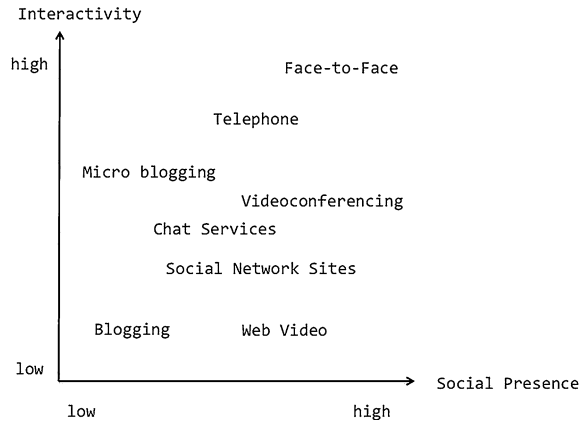 Interactivity
high
Face-to-Face
Telephone
Micro blogging
Videoconferencing
Chat Services
Social Network Sites
Blogging
Web Video
low
Social Presence
low
high